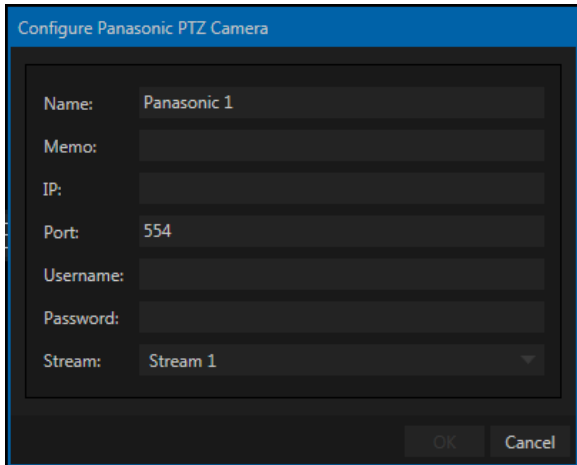 Configure Panasonic PTZ Camera
Name: Panasonic 1
Memo:
IP:
Port: 554
Username:
Password:
Stream: Stream 1
OK Cancel